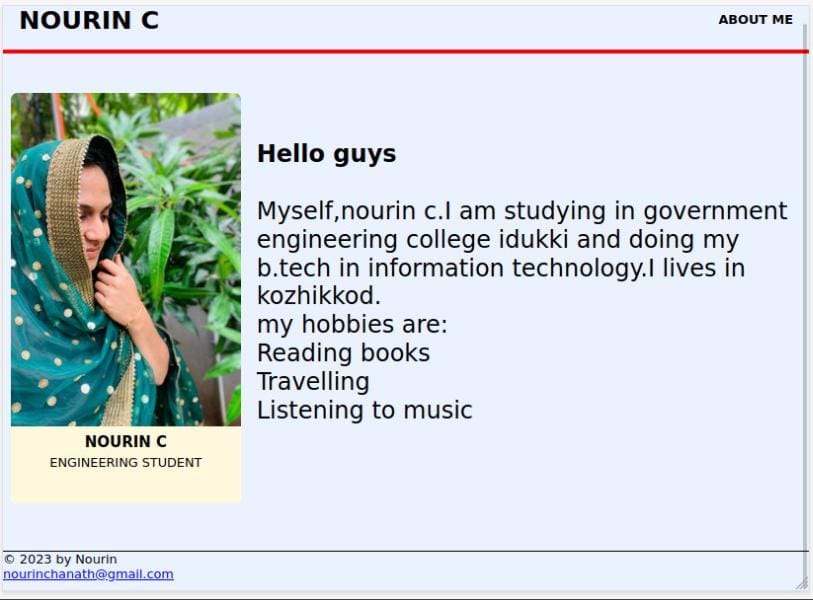 NOURIN C
ABOUT ME
Hello guys
Myself,nourin c.I am studying in government
engineering college idukki and doing my
b.tech in information technology.I lives in
kozhikkod.
my hobbies are:
Reading books
Travelling
Listening to music
NOURIN C
ENGINEERING STUDENT
© 2023 by Nourin
nourinchanath@gmail.com